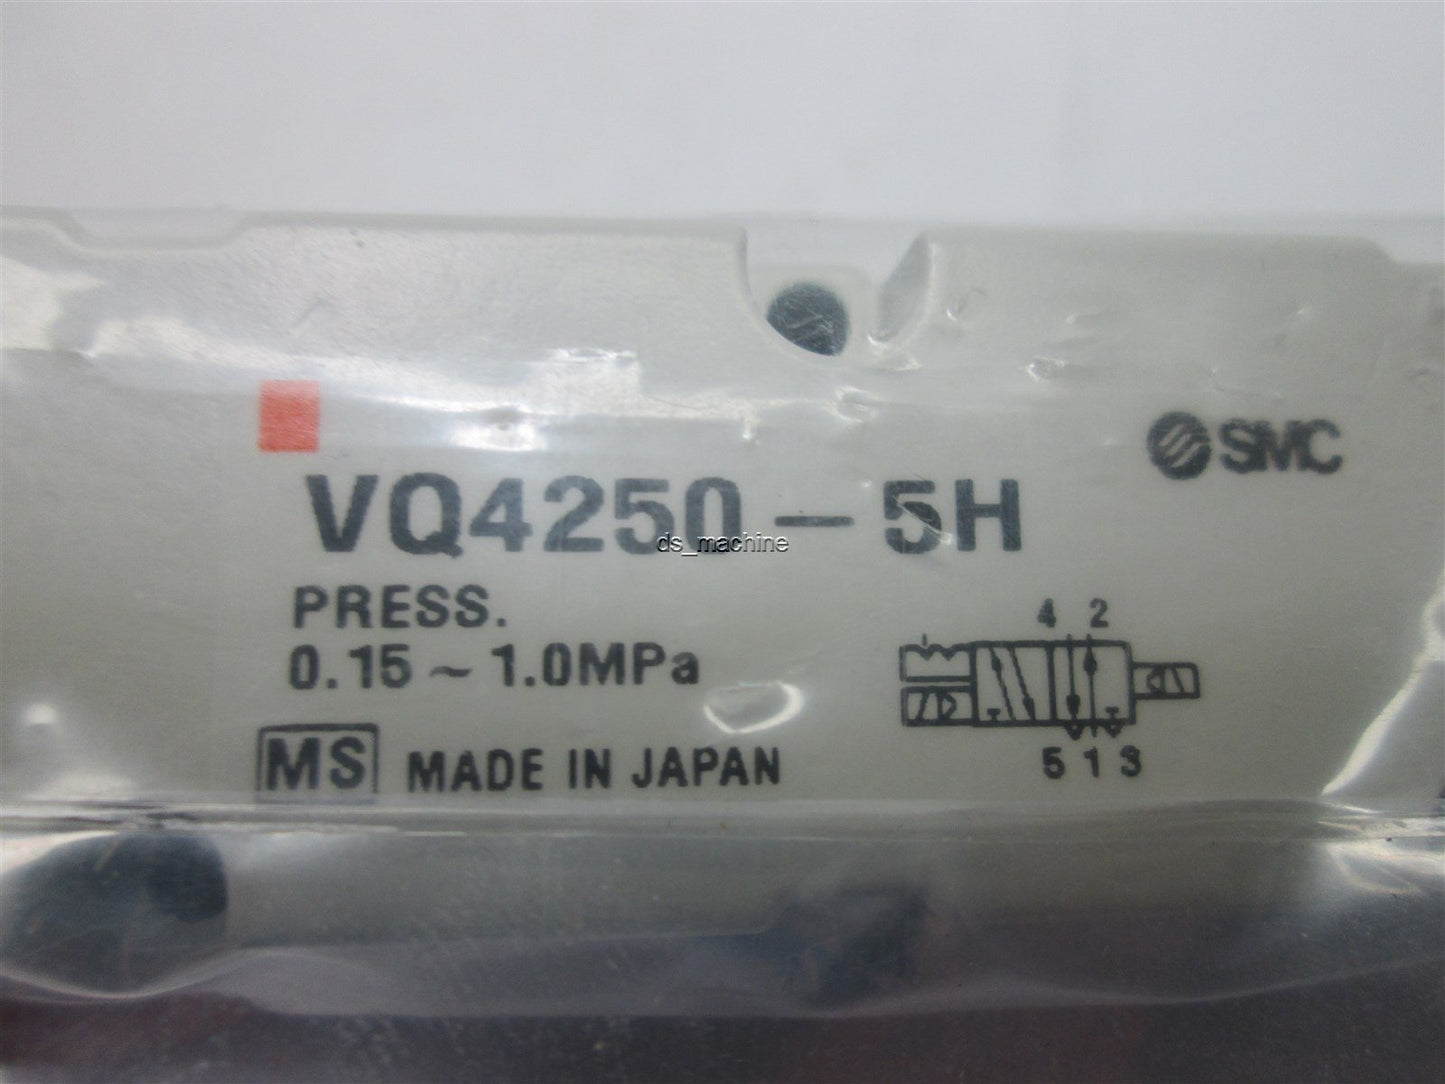 SMC
VQ4250-5H
ds_machine
PRESS.
0.15 ~ 1.0MPa
4 2
5 1 3
MS MADE IN JAPAN